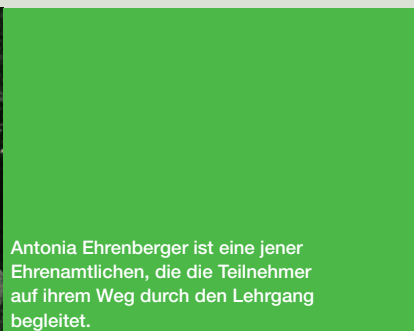 Antonia Ehrenberger ist eine jener
Ehrenamtlichen, die die Teilnehmer
auf ihrem Weg durch den Lehrgang
begleitet.